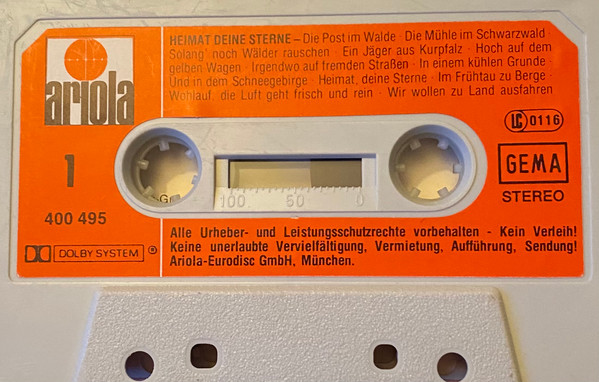 HEIMAT DEINE STERNE – Die Post im Walde · Die Mühle im Schwarzwald
Solang' noch Wälder rauschen · Ein Jäger aus Kurpfalz · Hoch auf dem
gelben Wagen · Irgendwo auf fremden Straßen · In einem kühlen Grunde ·
Und in dem Schneegebirge · Heimat, deine Sterne · Im Frühtau zu Berge ·
Wohlauf, die Luft geht frisch und rein · Wir wollen zu Land ausfahren
ariola
LC 0116
1
GEMA
100 50 0
G
STEREO
400 495
DOLBY SYSTEM ®
Alle Urheber- und Leistungsschutzrechte vorbehalten - Kein Verleih!
Keine unerlaubte Vervielfältigung, Vermietung, Aufführung, Sendung!
Ariola-Eurodisc GmbH, München.